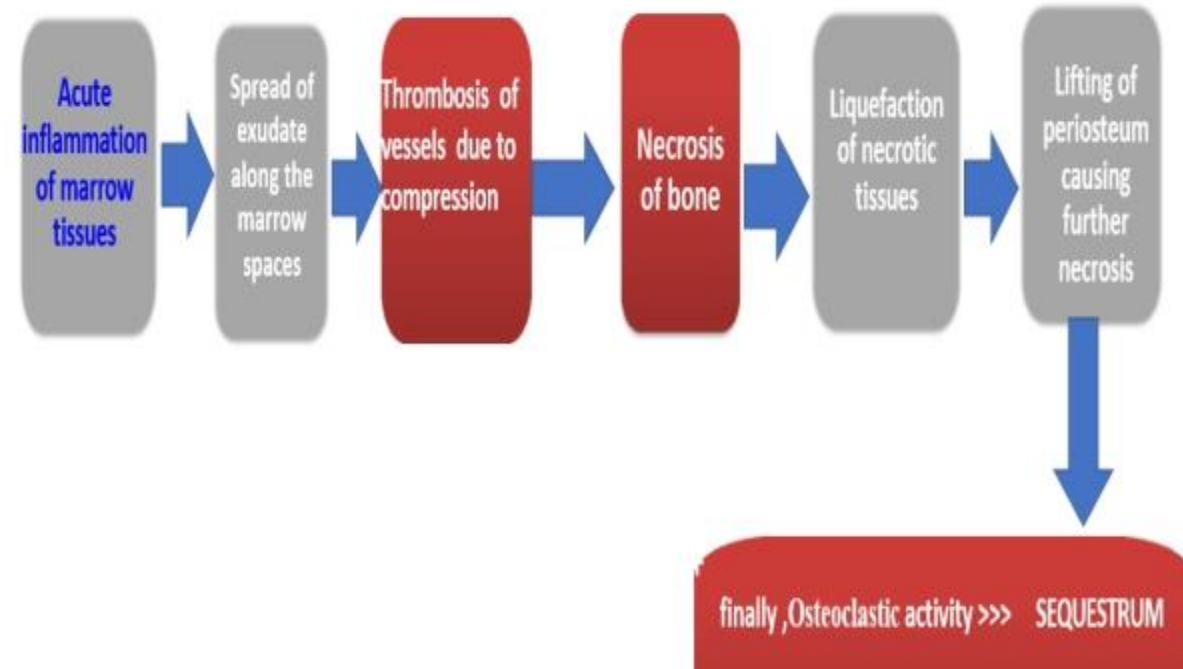 Acute
inflammation
of marrow
tissues
Spread of
exudate
along the
marrow
spaces
Thrombosis of
vessels due to
compression
Necrosis
of bone
Liquefaction
of necrotic
tissues
Lifting of
periosteum
causing
further
necrosis
finally ,Osteoclastic activity >>> SEQUESTRUM